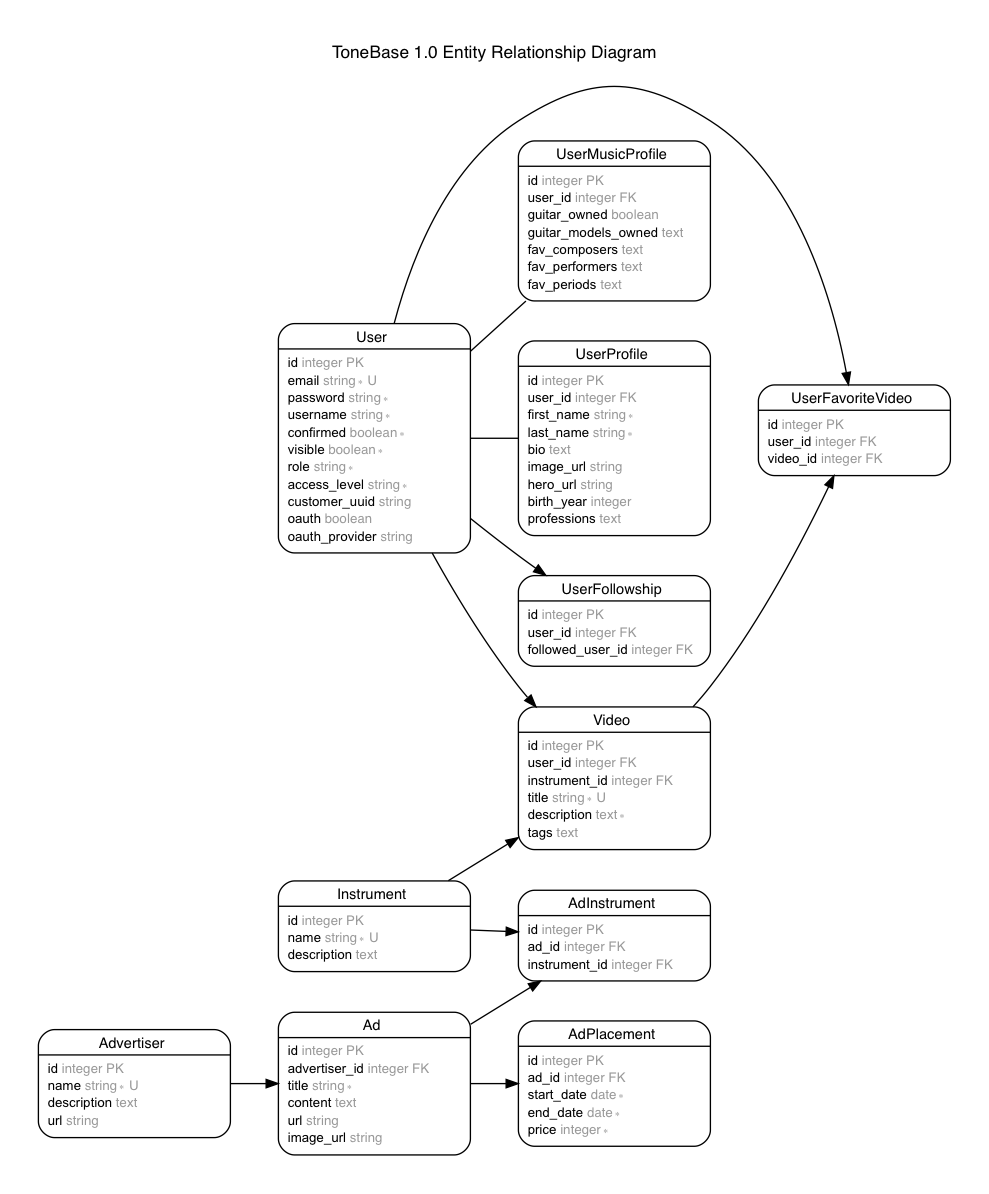 ToneBase 1.0 Entity Relationship Diagram
UserMusicProfile
id integer PK
user_id integer FK
guitar_owned boolean
guitar_models_owned text
fav_composers text
fav_performers text
fav_periods text
User
id integer PK
email string * U
password string *
username string *
confirmed boolean *
visible boolean *
role string *
access_level string *
customer_uuid string
oauth boolean
oauth_provider string
UserProfile
id integer PK
user_id integer FK
first_name string *
last_name string *
bio text
image_url string
hero_url string
birth_year integer
professions text
UserFavoriteVideo
id integer PK
user_id integer FK
video_id integer FK
UserFollowship
id integer PK
user_id integer FK
followed_user_id integer FK
Video
id integer PK
user_id integer FK
instrument_id integer FK
title string * U
description text *
tags text
Instrument
id integer PK
name string * U
description text
AdInstrument
id integer PK
ad_id integer FK
instrument_id integer FK
Advertiser
id integer PK
name string * U
description text
url string
Ad
id integer PK
advertiser_id integer FK
title string *
content text
url string
image_url string
AdPlacement
id integer PK
ad_id integer FK
start_date date *
end_date date *
price integer *